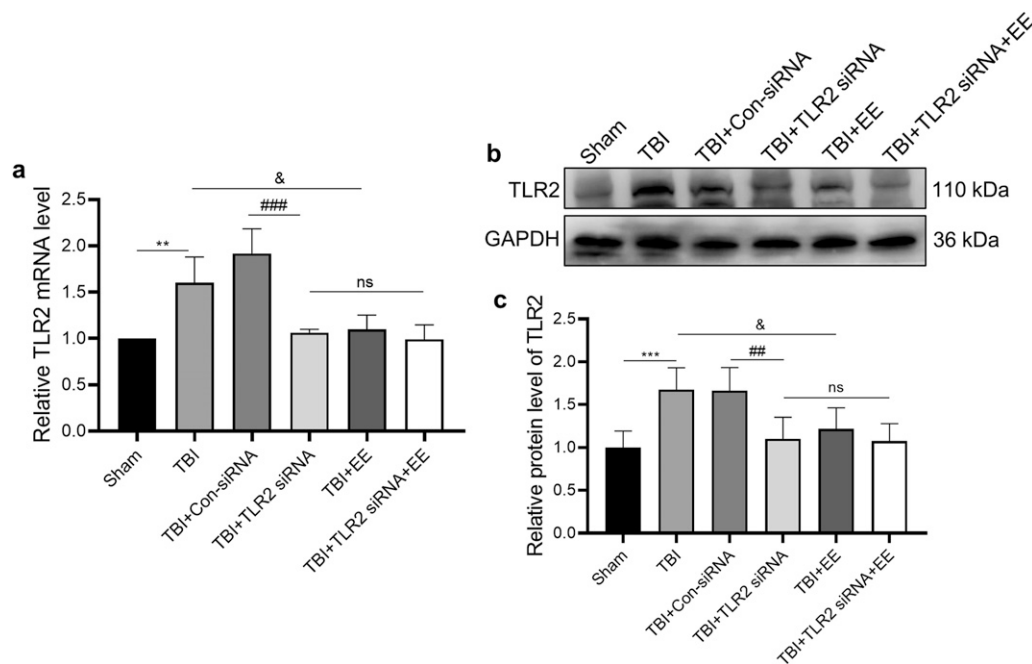 a
Relative TLR2 mRNA level
2.5
2.0
1.5
1.0
0.5
0.0
**
&
###
ns
Sham
TBI
TBI+Con-siRNA
TBI+TLR2 siRNA
TBI+EE
TBI+TLR2 siRNA+EE
b
Sham
TBI
TBI+Con-siRNA
TBI+TLR2 siRNA
TBI+EE
TBI+TLR2 siRNA+EE
TLR2
110 kDa
GAPDH
36 kDa
c
Relative protein level of TLR2
2.5
2.0
1.5
1.0
0.5
0.0
***
&
##
ns
Sham
TBI
TBI+Con-siRNA
TBI+TLR2 siRNA
TBI+EE
TBI+TLR2 siRNA+EE